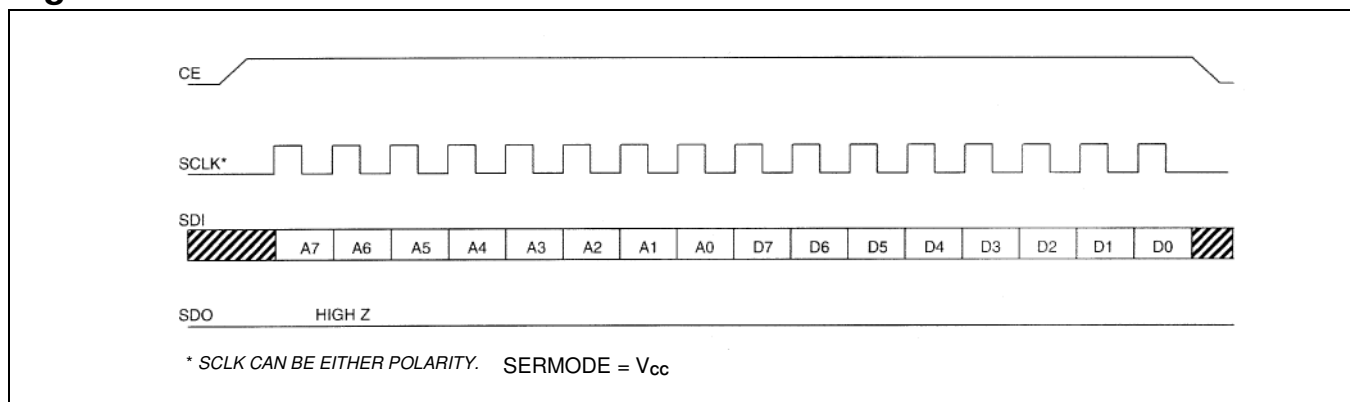 CE
SCLK*
SDI
A7 A6 A5 A4 A3 A2 A1 A0 D7 D6 D5 D4 D3 D2 D1 D0
SDO HIGH Z
* SCLK CAN BE EITHER POLARITY. SERMODE = Vcc